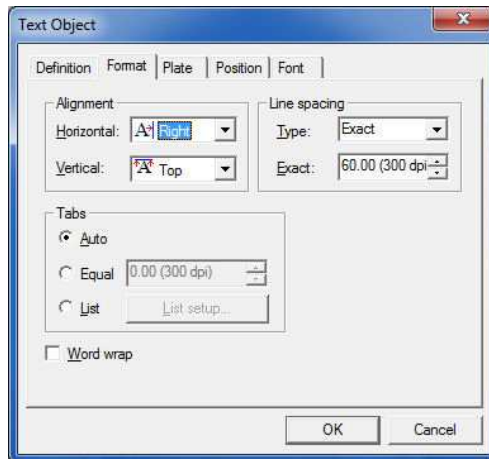 Text Object
Definition Format Plate Position Font
Alignment
Horizontal: A Right
Vertical: A Top
Line spacing
Type: Exact
Exact: 60.00 (300 dpi
Tabs
Auto
Equal 0.00 (300 dpi)
List List setup...
Word wrap
OK Cancel